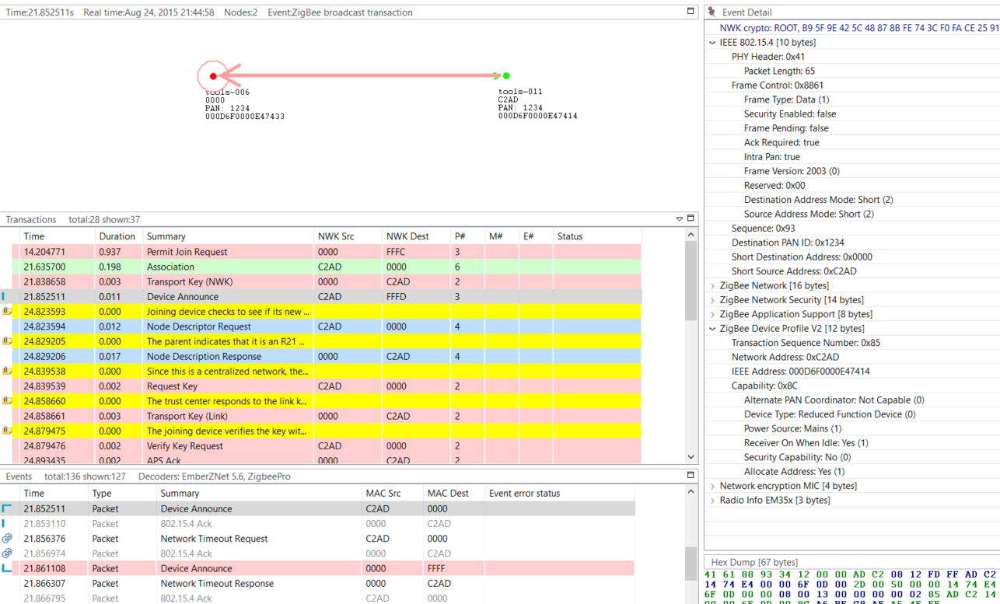 Time:21.852511s Real time:Aug 24, 2015 21:44:58 Nodes:2 Event:ZigBee broadcast transaction
tools-006
0000
PAN: 1234
000D6F0000E47433
tools-011
C2AD
PAN: 1234
000D6F0000E47414
Transactions total:28 shown:37
Time Duration Summary NWK Src NWK Dest P# M# E# Status
14.204771 0.937 Permit Join Request 0000 FFFC 3
21.635700 0.198 Association C2AD 0000 6
21.838658 0.003 Transport Key (NWK) 0000 C2AD 2
21.852511 0.011 Device Announce C2AD FFFD 3
24.823593 0.000 Joining device checks to see if its new ...
24.823594 0.012 Node Descriptor Request C2AD 0000 4
24.829205 0.000 The parent indicates that it is an R21 ...
24.829206 0.017 Node Description Response 0000 C2AD 4
24.839538 0.000 Since this is a centralized network, the...
24.839539 0.002 Request Key C2AD 0000 2
24.858660 0.000 The trust center responds to the link k...
24.858661 0.003 Transport Key (Link) 0000 C2AD 2
24.879475 0.000 The joining device verifies the key wit...
24.879476 0.002 Verify Key Request C2AD 0000 2
24.893435 0.002 APS Ack 0000 C2AD 2
Events total:136 shown:127 Decoders: EmberZNet 5.6, ZigbeePro
Time Type Summary MAC Src MAC Dest Event error status
21.852511 Packet Device Announce C2AD 0000
21.853110 Packet 802.15.4 Ack 0000 C2AD
21.856376 Packet Network Timeout Request C2AD 0000
21.856974 Packet 802.15.4 Ack 0000 C2AD
21.861108 Packet Device Announce 0000 FFFF
21.866307 Packet Network Timeout Response 0000 C2AD
21.866795 Packet 802.15.4 Ack C2AD 0000
Event Detail
NWK crypto: ROOT, B9 5F 9E 42 5C 48 87 8B FE 74 3C F0 FA CE 25 91
IEEE 802.15.4 [10 bytes]
PHY Header: 0x41
Packet Length: 65
Frame Control: 0x8861
Frame Type: Data (1)
Security Enabled: false
Frame Pending: false
Ack Required: true
Intra Pan: true
Frame Version: 2003 (0)
Reserved: 0x00
Destination Address Mode: Short (2)
Source Address Mode: Short (2)
Sequence: 0x93
Destination PAN ID: 0x1234
Short Destination Address: 0x0000
Short Source Address: 0xC2AD
ZigBee Network [16 bytes]
ZigBee Network Security [14 bytes]
ZigBee Application Support [8 bytes]
ZigBee Device Profile V2 [12 bytes]
Transaction Sequence Number: 0x85
Network Address: 0xC2AD
IEEE Address: 000D6F0000E47414
Capability: 0x8C
Alternate PAN Coordinator: Not Capable (0)
Device Type: Reduced Function Device (0)
Power Source: Mains (1)
Receiver On When Idle: Yes (1)
Security Capability: No (0)
Allocate Address: Yes (1)
Network encryption MIC [4 bytes]
Radio Info EM35x [3 bytes]
Hex Dump [67 bytes]
41 61 88 93 34 12 00 00 AD C2 08 12 FD FF AD C2
14 74 E4 00 00 6F 0D 00 2D 00 50 00 00 14 74 E4
6F 0D 00 00 08 00 13 00 00 00 00 02 85 AD C2 14